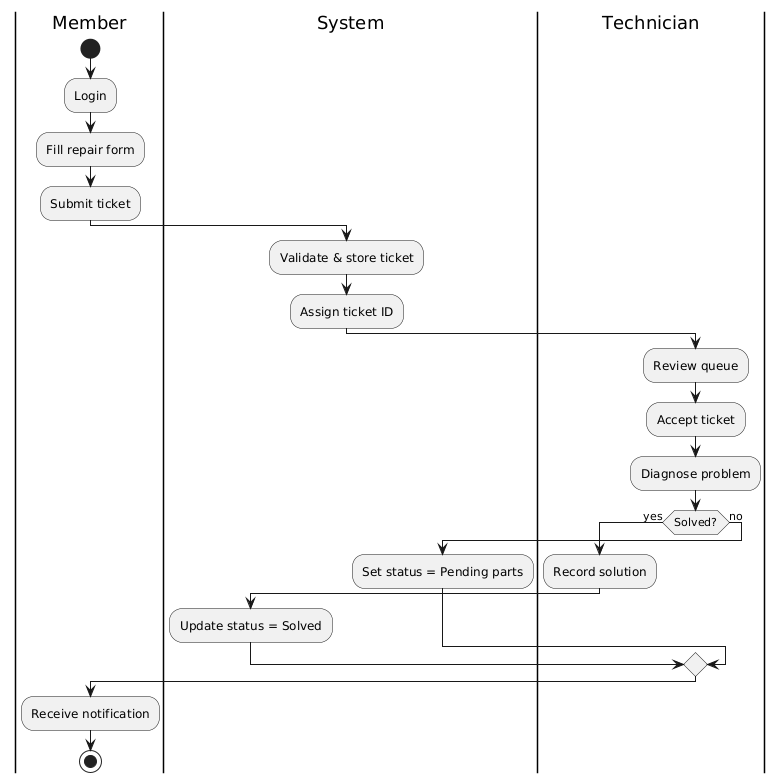 Member
System
Technician
Login
Fill repair form
Submit ticket
Validate & store ticket
Assign ticket ID
Review queue
Accept ticket
Diagnose problem
yes
Solved?
no
Set status = Pending parts
Record solution
Update status = Solved
Receive notification